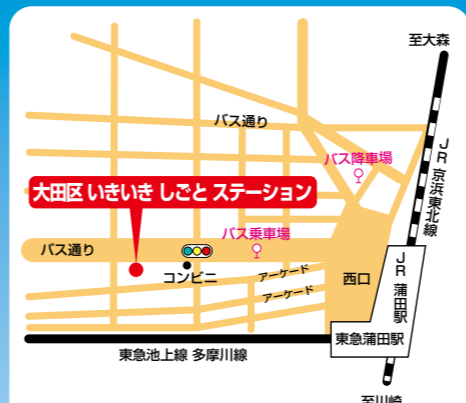 至大森
バス通り
JR 京浜東北線
バス降車場
大田区 いきいき しごと ステーション
バス乗車場
バス通り
コンビニ
アーケード
アーケード
西口
JR 蒲田駅
東急蒲田駅
東急池上線 多摩川線
至川崎